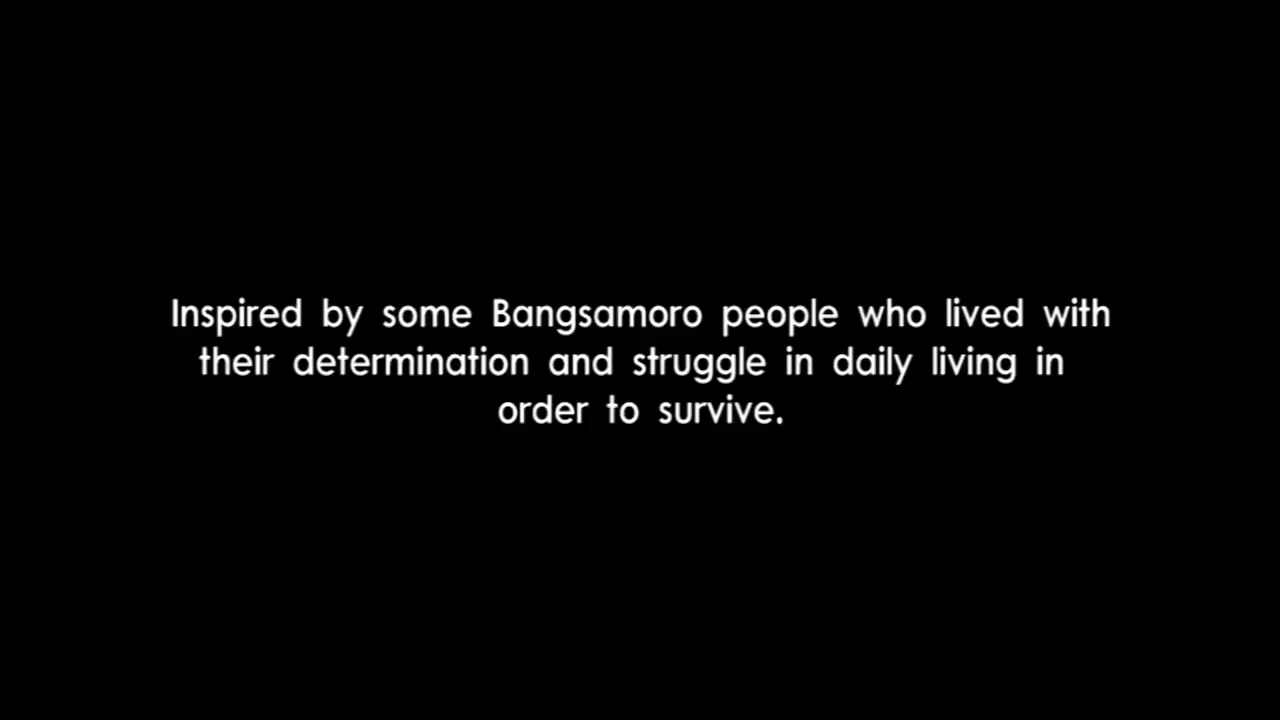 Inspired by some Bangsamoro people who lived with
their determination and struggle in daily living in
order to survive.